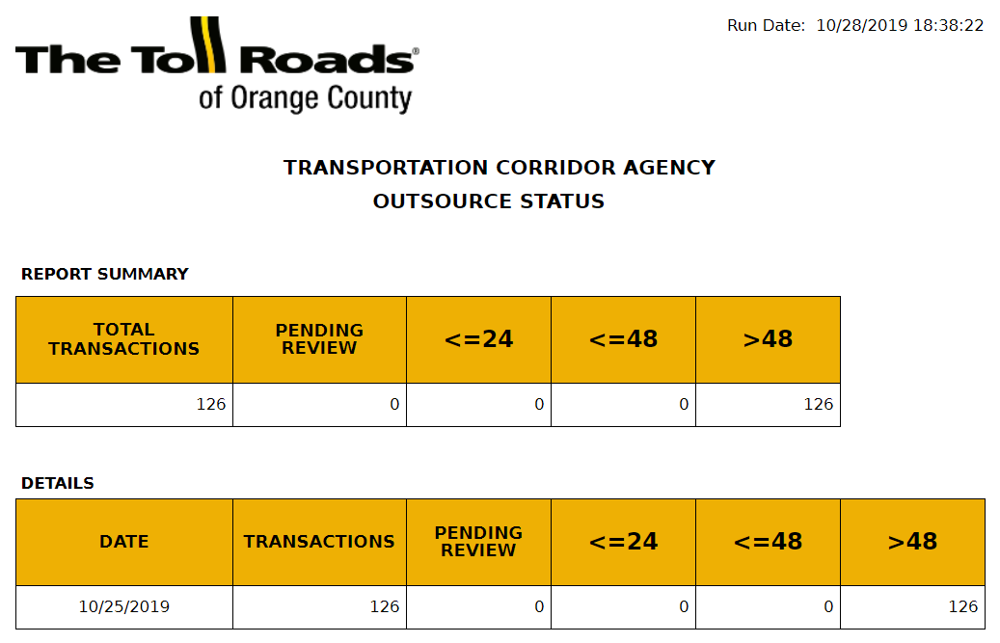 The Toll Roads®
of Orange County
Run Date: 10/28/2019 18:38:22
TRANSPORTATION CORRIDOR AGENCY
OUTSOURCE STATUS
REPORT SUMMARY
TOTAL TRANSACTIONS PENDING REVIEW <=24 <=48 >48
126 0 0 0 126
DETAILS
DATE TRANSACTIONS PENDING REVIEW <=24 <=48 >48
10/25/2019 126 0 0 0 126